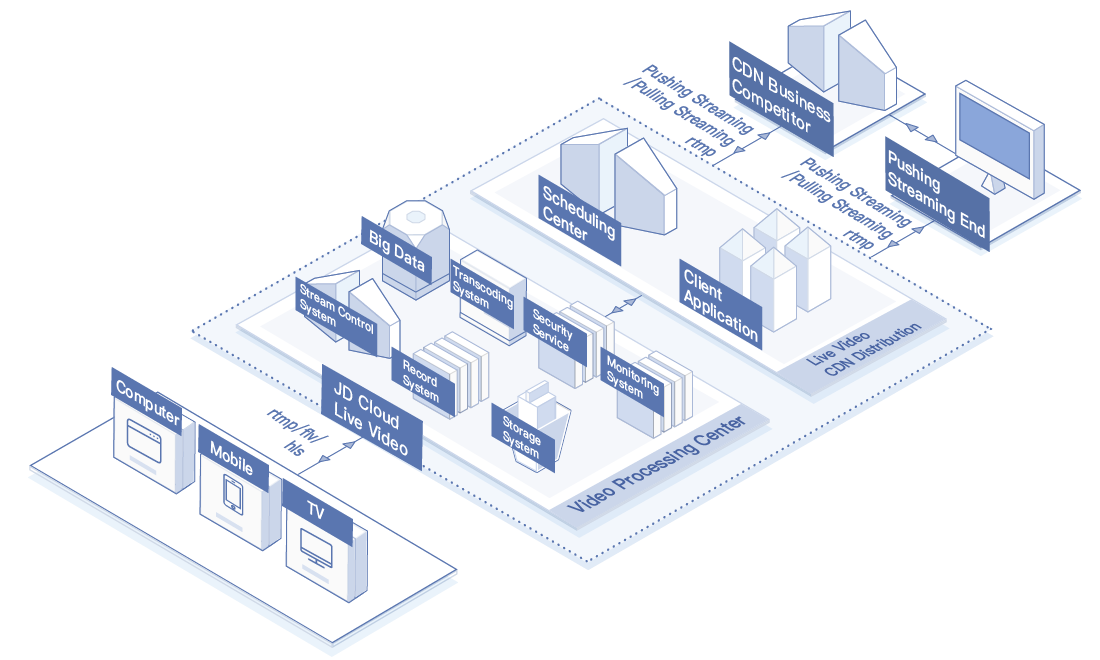 CDN Business
Competitor
Pushing Streaming
/Pulling Streaming
rtmp
Pushing
Streaming End
Pushing Streaming
/Pulling Streaming
rtmp
Scheduling
Center
Client
Application
Live Video
CDN Distribution
Big Data
Transcoding
System
Stream Control
System
Security
Service
Record
System
Monitoring
System
Storage
System
JD Cloud
Live Video
Video Processing Center
rtmp/flv/
hls
Computer
Mobile
TV